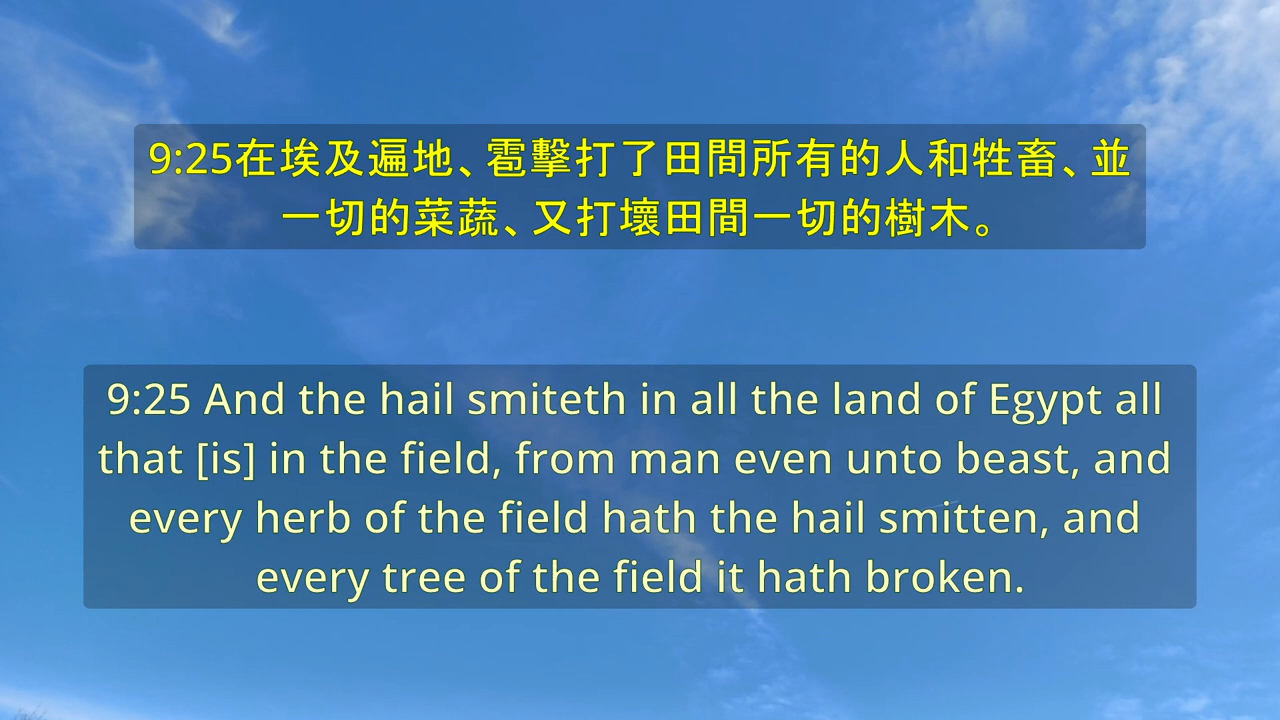 9:25在埃及遍地、雹擊打了田間所有的人和牲畜、並
一切的菜蔬、又打壞田間一切的樹木。
9:25 And the hail smiteth in all the land of Egypt all
that [is] in the field, from man even unto beast, and
every herb of the field hath the hail smitten, and
every tree of the field it hath broken.